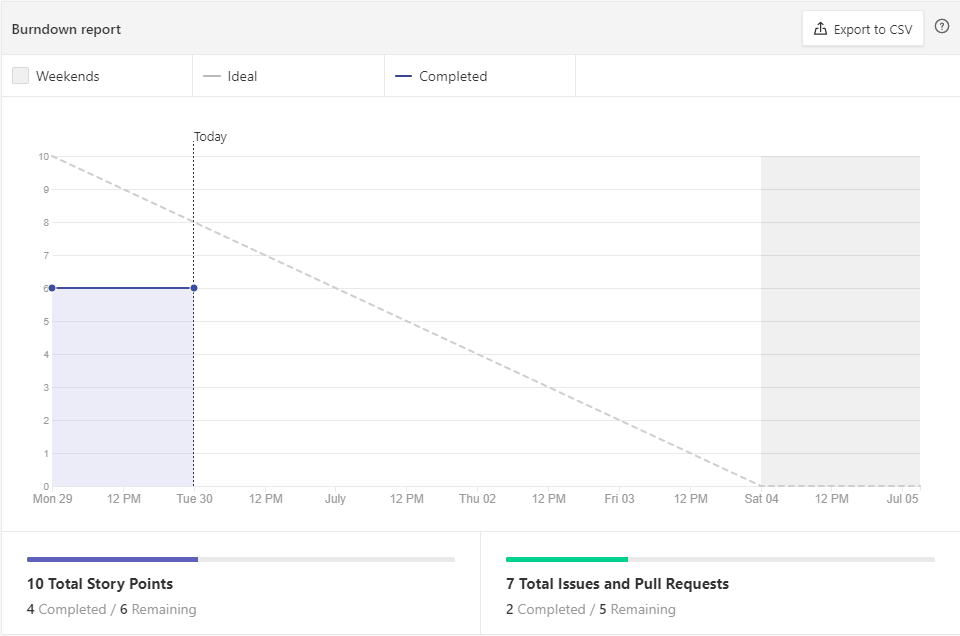 Burndown report
Export to CSV
?
Weekends
Ideal
Completed
Today
10
9
8
7
6
5
4
3
2
1
0
Mon 29 12 PM Tue 30 12 PM July 12 PM Thu 02 12 PM Fri 03 12 PM Sat 04 12 PM Jul 05
10 Total Story Points
4 Completed / 6 Remaining
7 Total Issues and Pull Requests
2 Completed / 5 Remaining